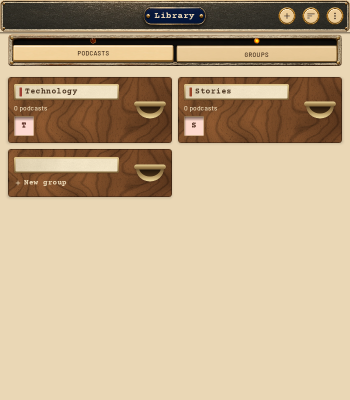 Library
PODCASTS
GROUPS
Technology
0 podcasts
T
Stories
0 podcasts
S
+ New group